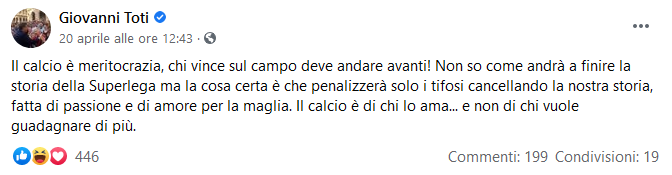 Giovanni Toti
20 aprile alle ore 12:43 ·
Il calcio è meritocrazia, chi vince sul campo deve andare avanti! Non so come andrà a finire la
storia della Superlega ma la cosa certa è che penalizzerà solo i tifosi cancellando la nostra storia,
fatta di passione e di amore per la maglia. Il calcio è di chi lo ama... e non di chi vuole
guadagnare di più.
446
Commenti: 199 Condivisioni: 19